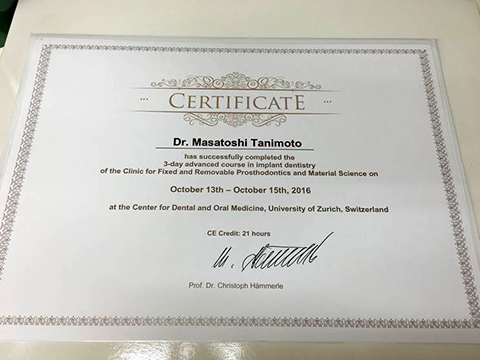 CERTIFICATE
Dr. Masatoshi Tanimoto
has successfully completed the
3-day advanced course in implant dentistry
of the Clinic for Fixed and Removable Prosthodontics and Material Science on
October 13th – October 15th, 2016
at the Center for Dental and Oral Medicine, University of Zurich, Switzerland
CE Credit: 21 hours
Prof. Dr. Christoph Hämmerle